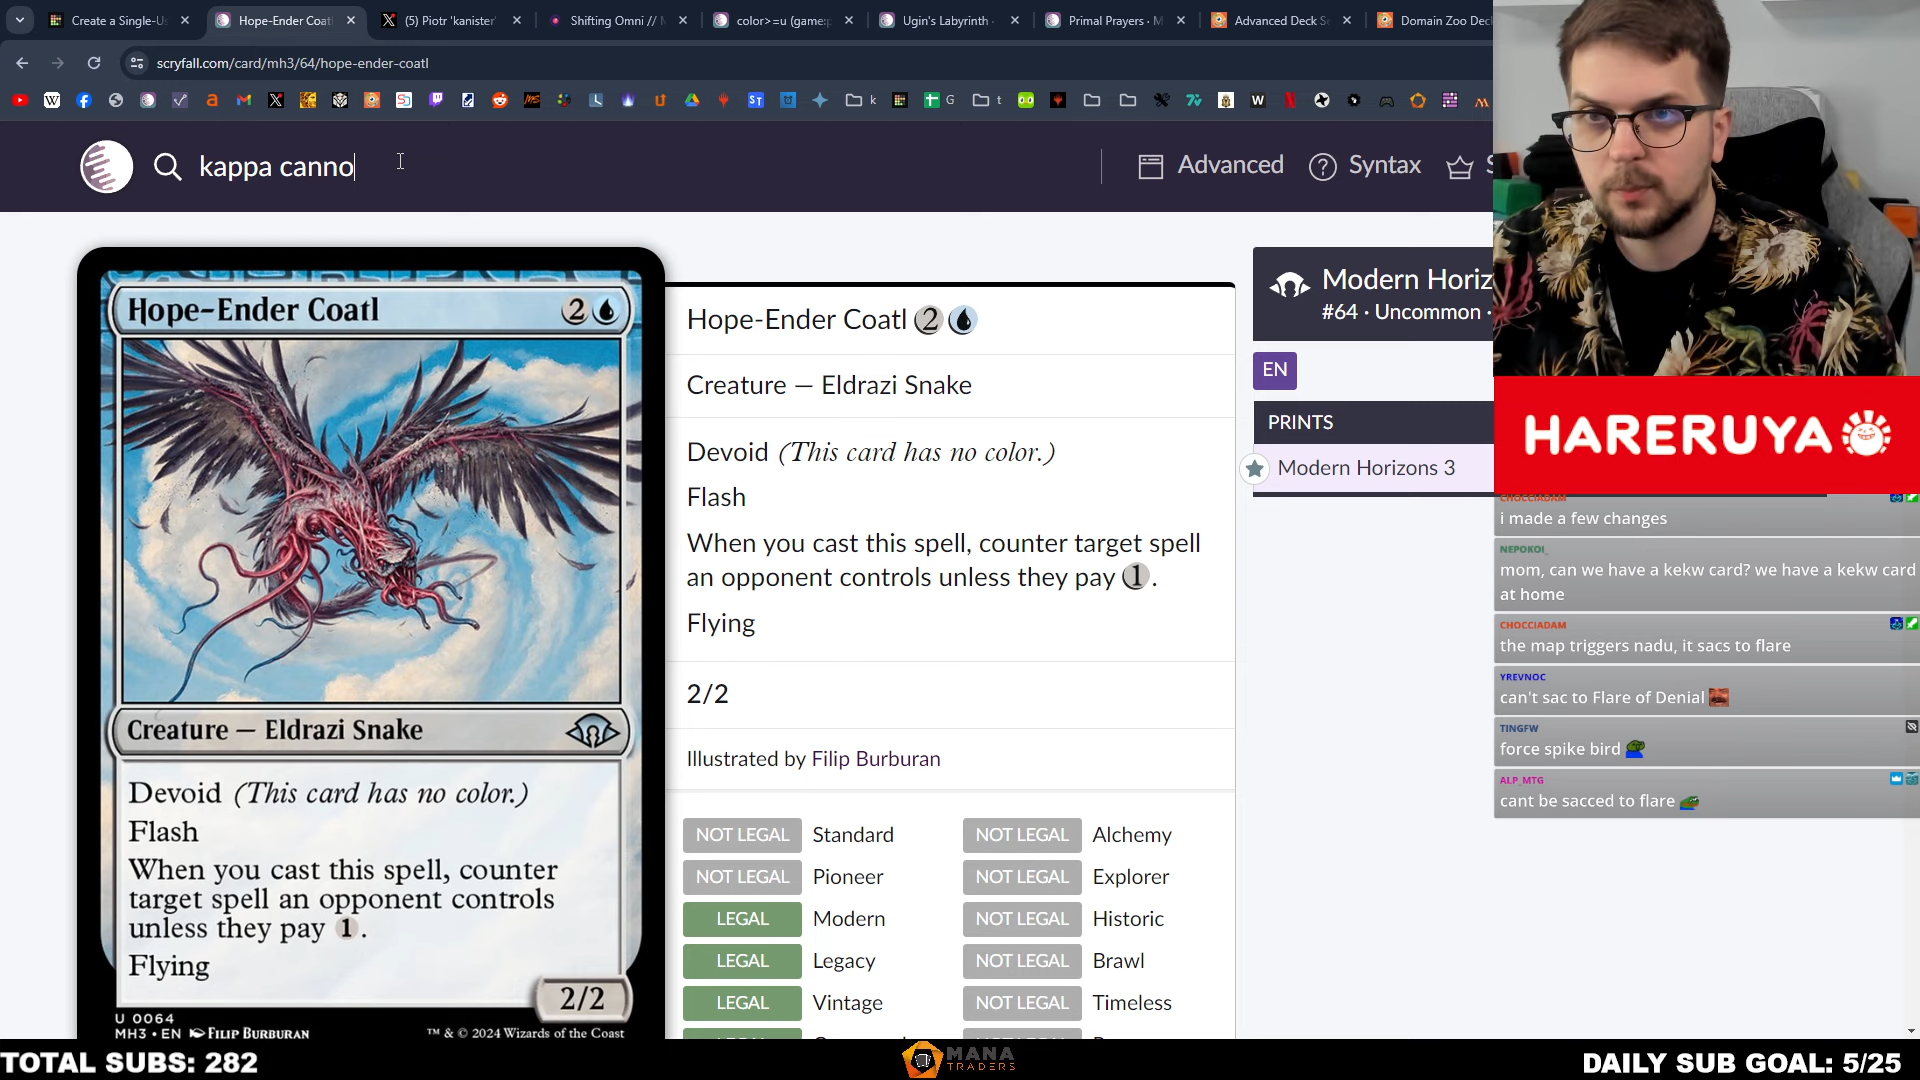 Create a Single-Us
Hope-Ender Coatl
(5) Piotr 'kanister'
Shifting Omni //
color>=u (game:p
Ugin's Labyrinth ·
Primal Prayers · M
Advanced Deck Se
Domain Zoo Dec
scryfall.com/card/mh3/64/hope-ender-coatl
kappa canno
Advanced
Syntax
Hope-Ender Coatl 2
Creature — Eldrazi Snake
Devoid (This card has no color.)
Flash
When you cast this spell, counter
target spell an opponent controls
unless they pay 1.
Flying
2/2
U 0064
MH3 • EN FILIP BURBURAN
™ & © 2024 Wizards of the Coast
Hope-Ender Coatl 2
Creature — Eldrazi Snake
Devoid (This card has no color.)
Flash
When you cast this spell, counter target spell
an opponent controls unless they pay 1.
Flying
2/2
Illustrated by Filip Burburan
NOT LEGAL Standard NOT LEGAL Alchemy
NOT LEGAL Pioneer NOT LEGAL Explorer
LEGAL Modern NOT LEGAL Historic
LEGAL Legacy NOT LEGAL Brawl
LEGAL Vintage NOT LEGAL Timeless
Modern Horiz
#64 · Uncommon ·
EN
PRINTS
Modern Horizons 3
HARERUYA
CHOCCIADAM
i made a few changes
NEPOKOI_
mom, can we have a kekw card? we have a kekw card
at home
CHOCCIADAM
the map triggers nadu, it sacs to flare
YREVNOC
can't sac to Flare of Denial
TINGFW
force spike bird
ALP_MTG
cant be sacced to flare
TOTAL SUBS: 282
MANA
TRADERS
DAILY SUB GOAL: 5/25